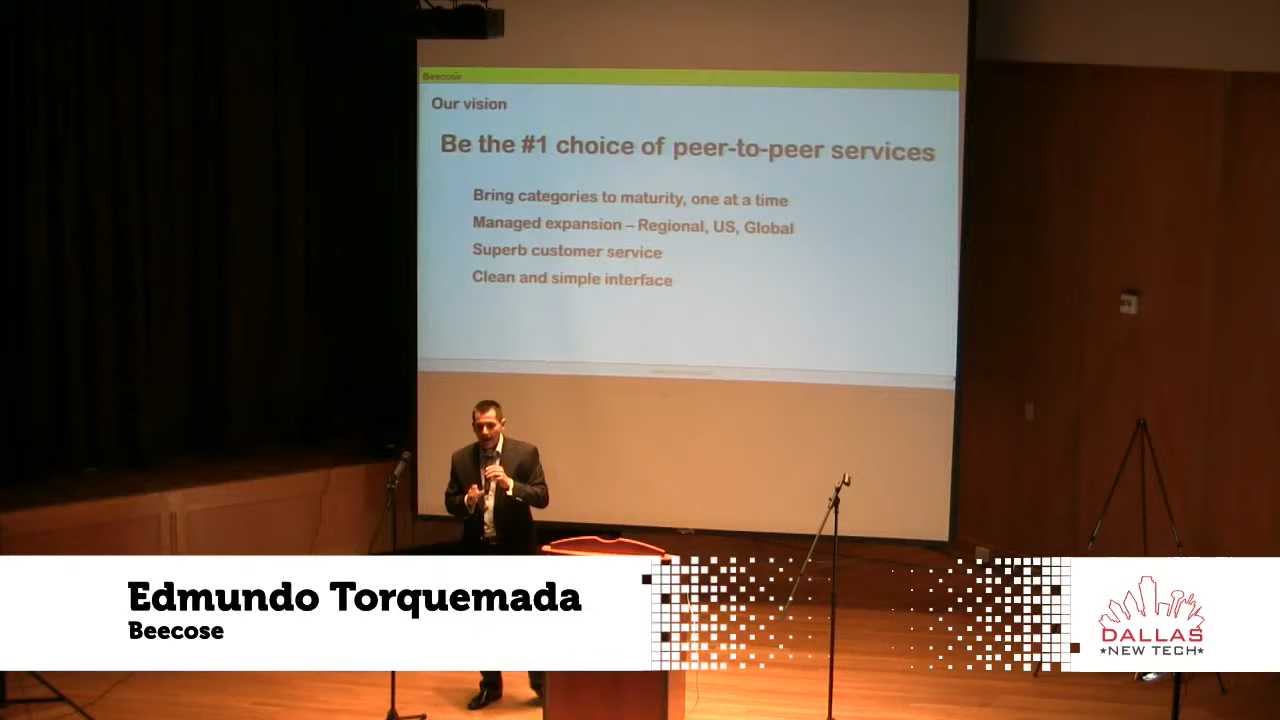 Beecose
Our vision
Be the #1 choice of peer-to-peer services
Bring categories to maturity, one at a time
Managed expansion – Regional, US, Global
Superb customer service
Clean and simple interface
Edmundo Torquemada
Beecose
DALLAS
★NEW TECH★